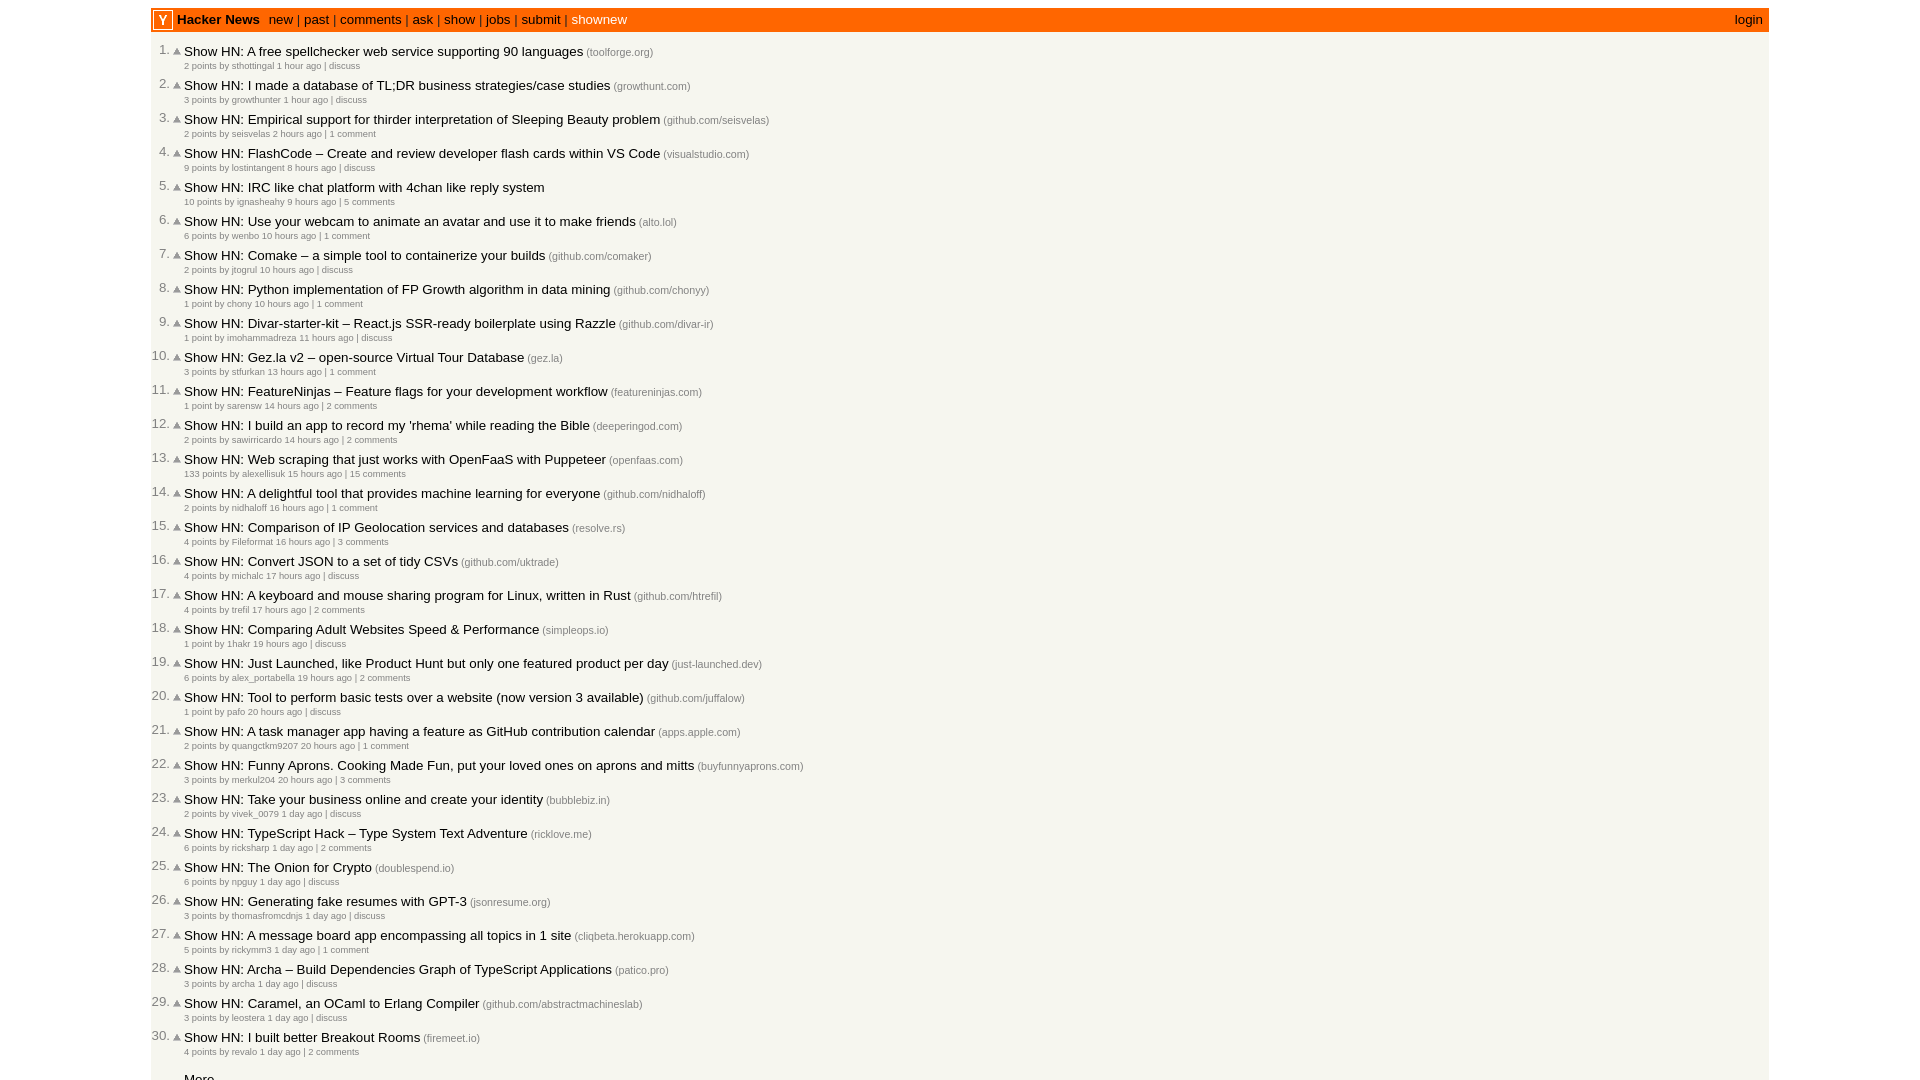 Y Hacker News new | past | comments | ask | show | jobs | submit | shownew login
1. Show HN: A free spellchecker web service supporting 90 languages (toolforge.org)
2 points by sthottingal 1 hour ago | discuss
2. Show HN: I made a database of TL;DR business strategies/case studies (growthunt.com)
3 points by growthunter 1 hour ago | discuss
3. Show HN: Empirical support for thirder interpretation of Sleeping Beauty problem (github.com/seisvelas)
2 points by seisvelas 2 hours ago | 1 comment
4. Show HN: FlashCode – Create and review developer flash cards within VS Code (visualstudio.com)
9 points by lostintangent 8 hours ago | discuss
5. Show HN: IRC like chat platform with 4chan like reply system
10 points by ignasheahy 9 hours ago | 5 comments
6. Show HN: Use your webcam to animate an avatar and use it to make friends (alto.lol)
6 points by wenbo 10 hours ago | 1 comment
7. Show HN: Comake – a simple tool to containerize your builds (github.com/comaker)
2 points by jtogrul 10 hours ago | discuss
8. Show HN: Python implementation of FP Growth algorithm in data mining (github.com/chonyy)
1 point by chony 10 hours ago | 1 comment
9. Show HN: Divar-starter-kit – React.js SSR-ready boilerplate using Razzle (github.com/divar-ir)
1 point by imohammadreza 11 hours ago | discuss
10. Show HN: Gez.la v2 – open-source Virtual Tour Database (gez.la)
3 points by stfurkan 13 hours ago | 1 comment
11. Show HN: FeatureNinjas – Feature flags for your development workflow (featureninjas.com)
1 point by sarensw 14 hours ago | 2 comments
12. Show HN: I build an app to record my 'rhema' while reading the Bible (deeperingod.com)
2 points by sawirricardo 14 hours ago | 2 comments
13. Show HN: Web scraping that just works with OpenFaaS with Puppeteer (openfaas.com)
133 points by alexellisuk 15 hours ago | 15 comments
14. Show HN: A delightful tool that provides machine learning for everyone (github.com/nidhaloff)
2 points by nidhaloff 16 hours ago | 1 comment
15. Show HN: Comparison of IP Geolocation services and databases (resolve.rs)
4 points by Fileformat 16 hours ago | 3 comments
16. Show HN: Convert JSON to a set of tidy CSVs (github.com/uktrade)
4 points by michalc 17 hours ago | discuss
17. Show HN: A keyboard and mouse sharing program for Linux, written in Rust (github.com/htrefil)
4 points by trefil 17 hours ago | 2 comments
18. Show HN: Comparing Adult Websites Speed & Performance (simpleops.io)
1 point by 1hakr 19 hours ago | discuss
19. Show HN: Just Launched, like Product Hunt but only one featured product per day (just-launched.dev)
6 points by alex_portabella 19 hours ago | 2 comments
20. Show HN: Tool to perform basic tests over a website (now version 3 available) (github.com/juffalow)
1 point by pafo 20 hours ago | discuss
21. Show HN: A task manager app having a feature as GitHub contribution calendar (apps.apple.com)
2 points by quangctkm9207 20 hours ago | 1 comment
22. Show HN: Funny Aprons. Cooking Made Fun, put your loved ones on aprons and mitts (buyfunnyaprons.com)
3 points by merkul204 20 hours ago | 3 comments
23. Show HN: Take your business online and create your identity (bubblebiz.in)
2 points by vivek_0079 1 day ago | discuss
24. Show HN: TypeScript Hack – Type System Text Adventure (ricklove.me)
6 points by ricksharp 1 day ago | 2 comments
25. Show HN: The Onion for Crypto (doublespend.io)
6 points by npguy 1 day ago | discuss
26. Show HN: Generating fake resumes with GPT-3 (jsonresume.org)
3 points by thomasfromcdnjs 1 day ago | discuss
27. Show HN: A message board app encompassing all topics in 1 site (cliqbeta.herokuapp.com)
5 points by rickymm3 1 day ago | 1 comment
28. Show HN: Archa – Build Dependencies Graph of TypeScript Applications (patico.pro)
3 points by archa 1 day ago | discuss
29. Show HN: Caramel, an OCaml to Erlang Compiler (github.com/abstractmachineslab)
3 points by leostera 1 day ago | discuss
30. Show HN: I built better Breakout Rooms (firemeet.io)
4 points by revalo 1 day ago | 2 comments
More